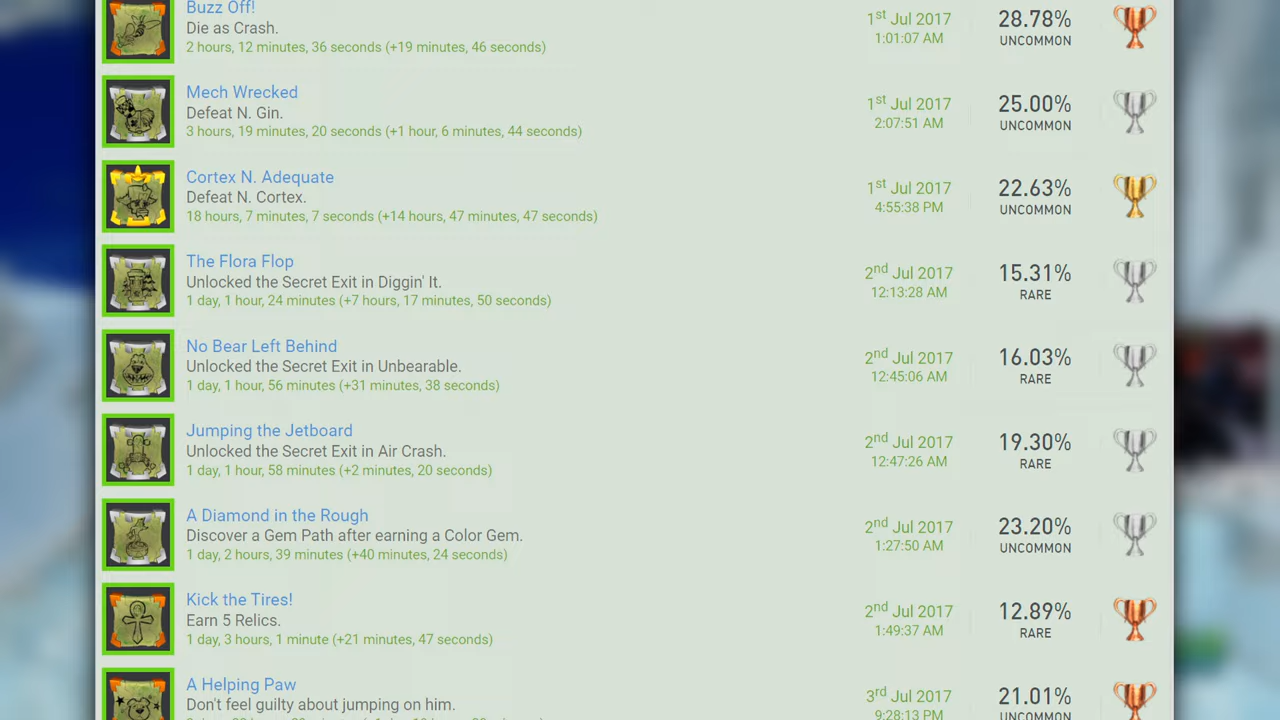 Buzz Off!
Die as Crash.
2 hours, 12 minutes, 36 seconds (+19 minutes, 46 seconds)
1st Jul 2017
1:01:07 AM
28.78%
UNCOMMON
Mech Wrecked
Defeat N. Gin.
3 hours, 19 minutes, 20 seconds (+1 hour, 6 minutes, 44 seconds)
1st Jul 2017
2:07:51 AM
25.00%
UNCOMMON
Cortex N. Adequate
Defeat N. Cortex.
18 hours, 7 minutes, 7 seconds (+14 hours, 47 minutes, 47 seconds)
1st Jul 2017
4:55:38 PM
22.63%
UNCOMMON
The Flora Flop
Unlocked the Secret Exit in Diggin' It.
1 day, 1 hour, 24 minutes (+7 hours, 17 minutes, 50 seconds)
2nd Jul 2017
12:13:28 AM
15.31%
RARE
No Bear Left Behind
Unlocked the Secret Exit in Unbearable.
1 day, 1 hour, 56 minutes (+31 minutes, 38 seconds)
2nd Jul 2017
12:45:06 AM
16.03%
RARE
Jumping the Jetboard
Unlocked the Secret Exit in Air Crash.
1 day, 1 hour, 58 minutes (+2 minutes, 20 seconds)
2nd Jul 2017
12:47:26 AM
19.30%
RARE
A Diamond in the Rough
Discover a Gem Path after earning a Color Gem.
1 day, 2 hours, 39 minutes (+40 minutes, 24 seconds)
2nd Jul 2017
1:27:50 AM
23.20%
UNCOMMON
Kick the Tires!
Earn 5 Relics.
1 day, 3 hours, 1 minute (+21 minutes, 47 seconds)
2nd Jul 2017
1:49:37 AM
12.89%
RARE
A Helping Paw
Don't feel guilty about jumping on him.
3rd Jul 2017
9:28:13 PM
21.01%
UNCOMMON